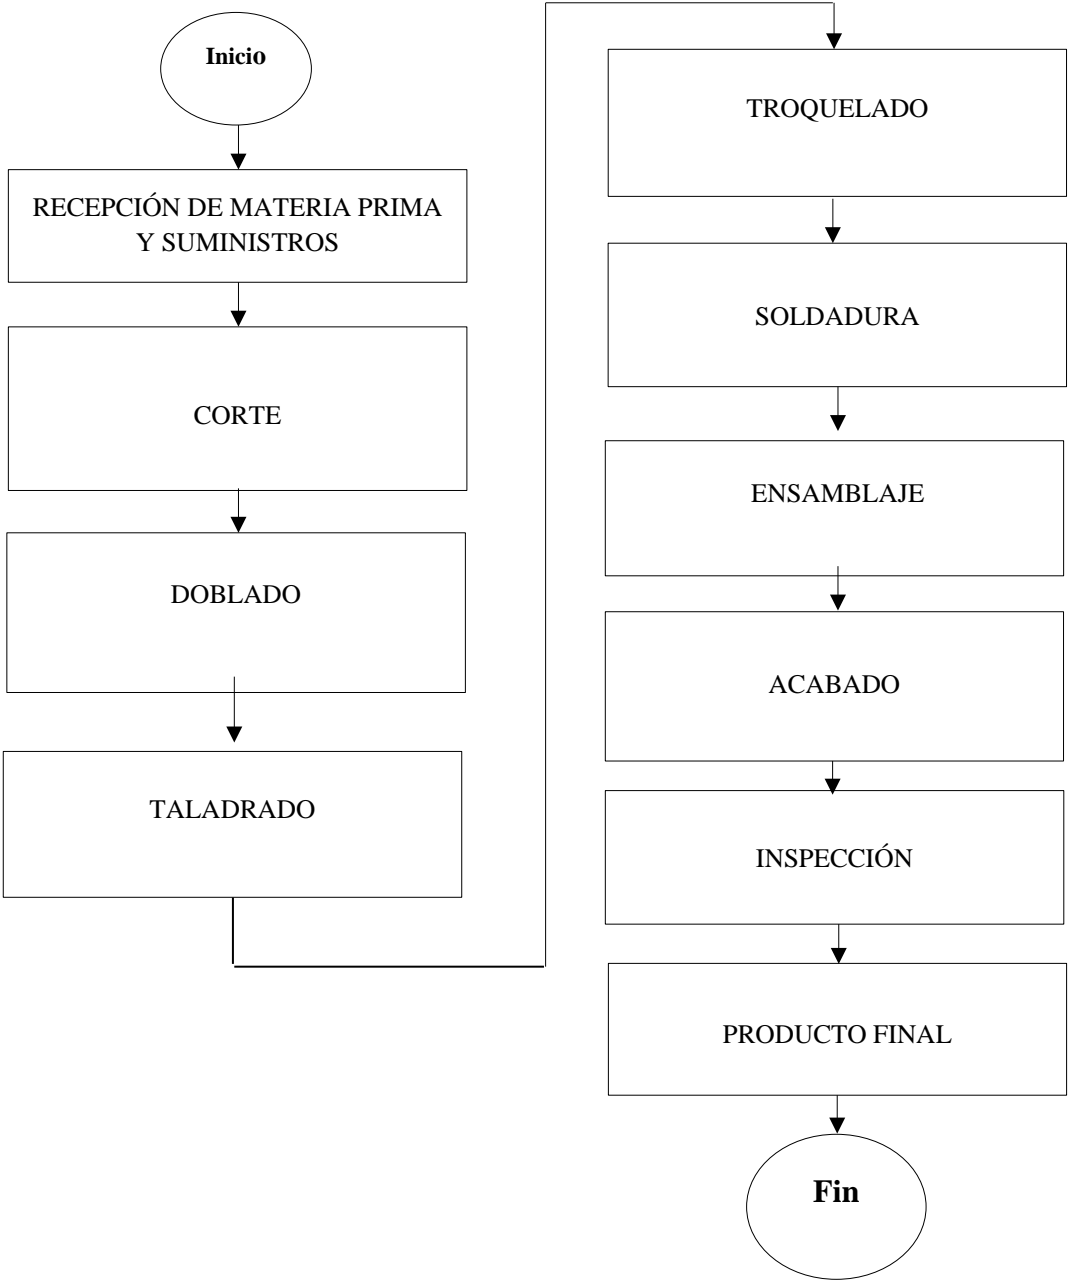 Inicio
RECEPCIÓN DE MATERIA PRIMA
Y SUMINISTROS
CORTE
DOBLADO
TALADRADO
TROQUELADO
SOLDADURA
ENSAMBLAJE
ACABADO
INSPECCIÓN
PRODUCTO FINAL
Fin